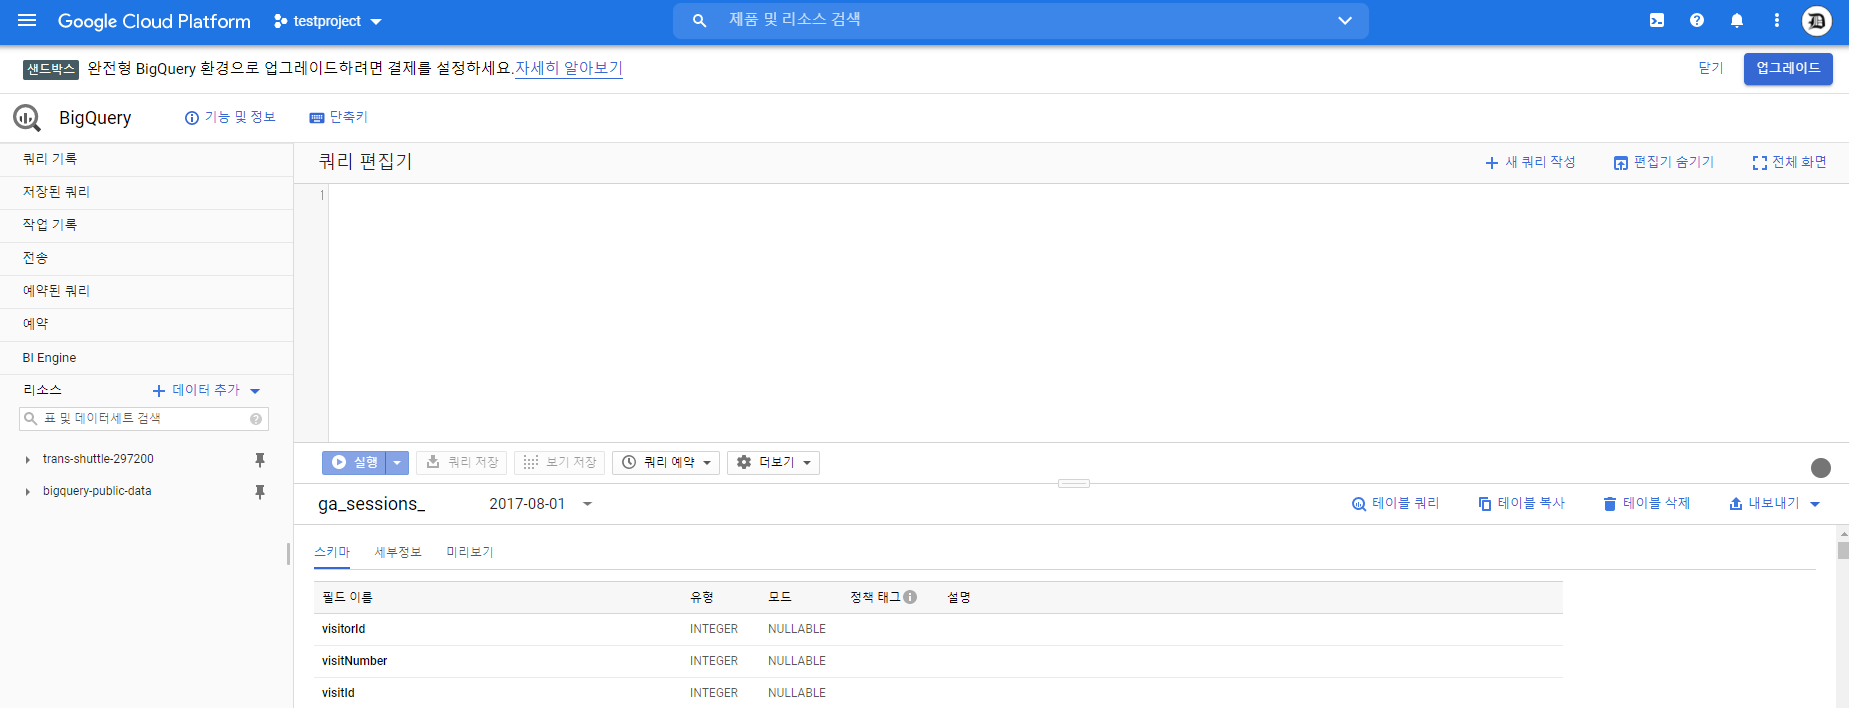 Google Cloud Platform testproject 제품 및 리소스 검색
샌드박스 완전형 BigQuery 환경으로 업그레이드하려면 결제를 설정하세요.자세히 알아보기 닫기 업그레이드
BigQuery 기능 및 정보 단축키
쿼리 기록
저장된 쿼리
작업 기록
전송
예약된 쿼리
예약
BI Engine
리소스 데이터 추가
표 및 데이터세트 검색
trans-shuttle-297200
bigquery-public-data
쿼리 편집기 새 쿼리 작성 편집기 숨기기 전체 화면
1
실행 쿼리 저장 보기 저장 쿼리 예약 더보기
ga_sessions_ 2017-08-01 테이블 쿼리 테이블 복사 테이블 삭제 내보내기
스키마 세부정보 미리보기
필드 이름 유형 모드 정책 태그 설명
visitorId INTEGER NULLABLE
visitNumber INTEGER NULLABLE
visitId INTEGER NULLABLE